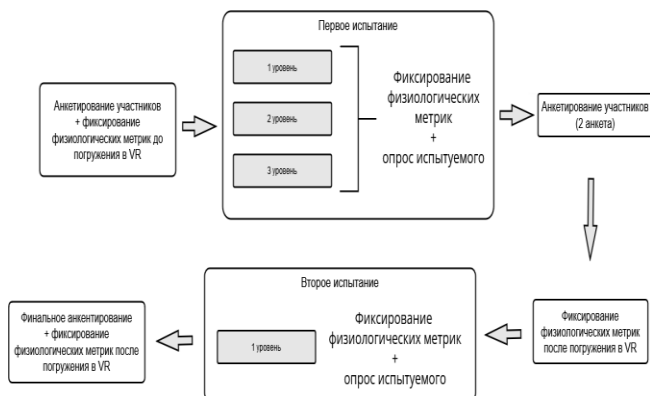 Первое испытание
Анкетирование участников
+ фиксирование
физиологических метрик до
погружения в VR
1 уровень
2 уровень
3 уровень
Фиксирование
физиологических
метрик
+
опрос испытуемого
Анкетирование участников
(2 анкета)
Фиксирование
физиологических метрик
после погружения в VR
Второе испытание
1 уровень
Фиксирование
физиологических метрик
+
опрос испытуемого
Финальное анкентирование
+ фиксирование
физиологических метрик после
погружения в VR